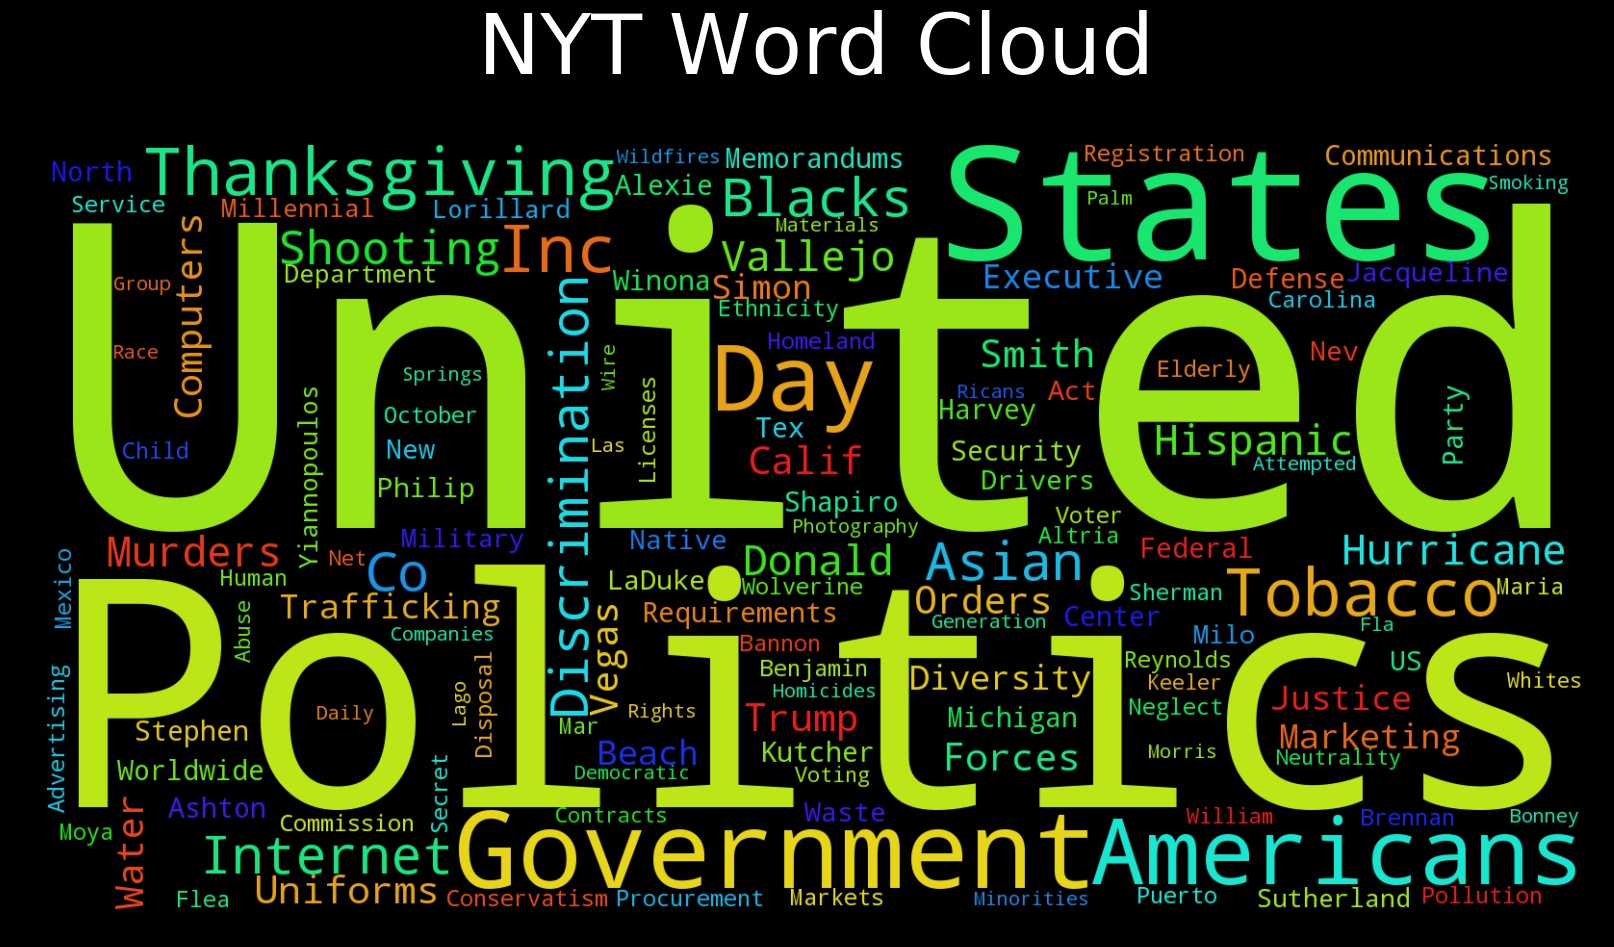 NYT Word Cloud
North
Thanksgiving
Wildfires
Memorandums
States
Registration
Communications
Service
Millennial
Lorillard
Alexie
Blacks
Palm
Smoking
Computers
Shooting
Inc
Materials
Vallejo
Group
Department
Winona
Simon
Executive
Defense
Jacqueline
United
Ethnicity
Carolina
Race
Discrimination
Wire
Homeland
Smith
Elderly
Nev
Springs
Day
Ricans
Act
October
Yiannopoulos
Licenses
Tex
Harvey
Hispanic
Party
Child
New
Las
Calif
Security
Attempted
Philip
Shapiro
Drivers
Photography
Voter
Murders
Net
Military
Native
Donald
Asian
Altria
Federal
Hurricane
Mexico
Human
Co
LaDuke
Wolverine
Orders
Sherman
Tobacco
Maria
Trafficking
Requirements
Generation
Center
Abuse
Companies
Vegas
Bannon
Milo
Fla
Politics
Advertising
Lago
Disposal
Benjamin
Diversity
Reynolds
US
Homicides
Keeler
Whites
Daily
Rights
Stephen
Mar
Trump
Michigan
Neglect
Justice
Marketing
Worldwide
Beach
Kutcher
Forces
Morris
Neutrality
Secret
Democratic
Voting
Water
Ashton
Contracts
Waste
William
Brennan
Bonney
Moya
Commission
Internet
Government
Americans
Flea
Uniforms
Conservatism
Procurement
Markets
Minorities
Puerto
Sutherland
Pollution